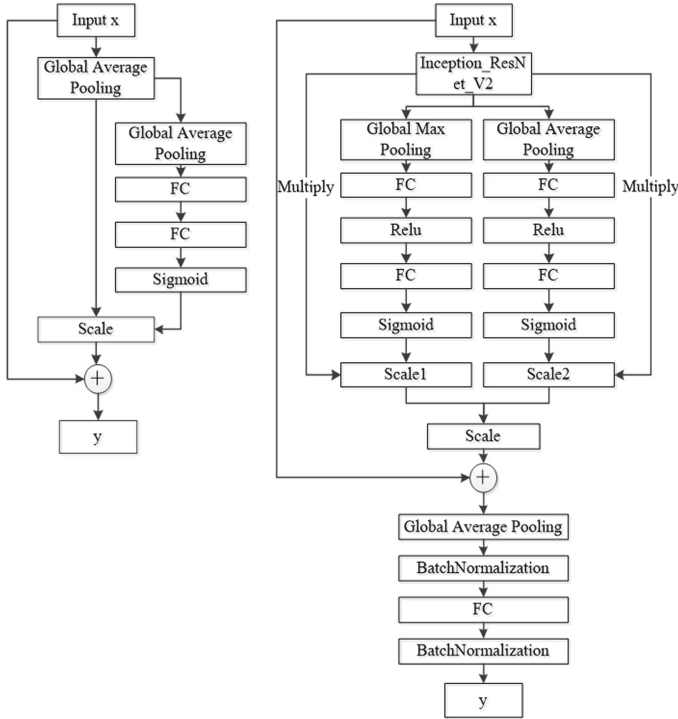 Input x
Global Average
Pooling
Global Average
Pooling
FC
FC
Sigmoid
Scale
+
y
Input x
Inception_ResN
et_V2
Global Max
Pooling
Global Average
Pooling
Multiply
FC
FC
Multiply
Relu
Relu
FC
FC
Sigmoid
Sigmoid
Scale1
Scale2
Scale
+
Global Average Pooling
BatchNormalization
FC
BatchNormalization
y